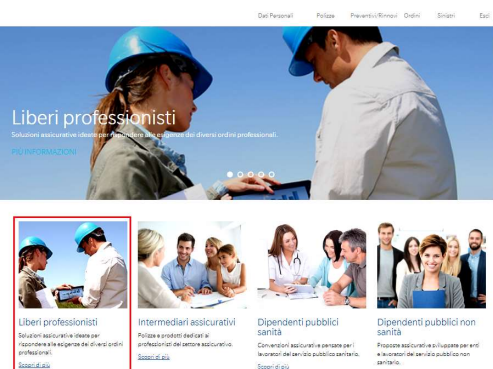 Dati Personali Polizze Preventivi/Rinnovi Ordini Sinistri Esci
Liberi professionisti
Soluzioni assicurative ideate per rispondere alle esigenze dei diversi ordini professionali.
PIÙ INFORMAZIONI
Liberi professionisti
Soluzioni assicurative ideate per
rispondere alle esigenze dei diversi ordini
professionali.
Scopri di più
Intermediari assicurativi
Polizze e prodotti dedicati ai
professionisti del settore assicurativo.
Scopri di più
Dipendenti pubblici
sanità
Convenzioni assicurative pensate per i
lavoratori del servizio pubblico sanitario.
Scopri di più
Dipendenti pubblici non
sanità
Proposte assicurative sviluppate per enti
e lavoratori del servizio pubblico non
sanitario.